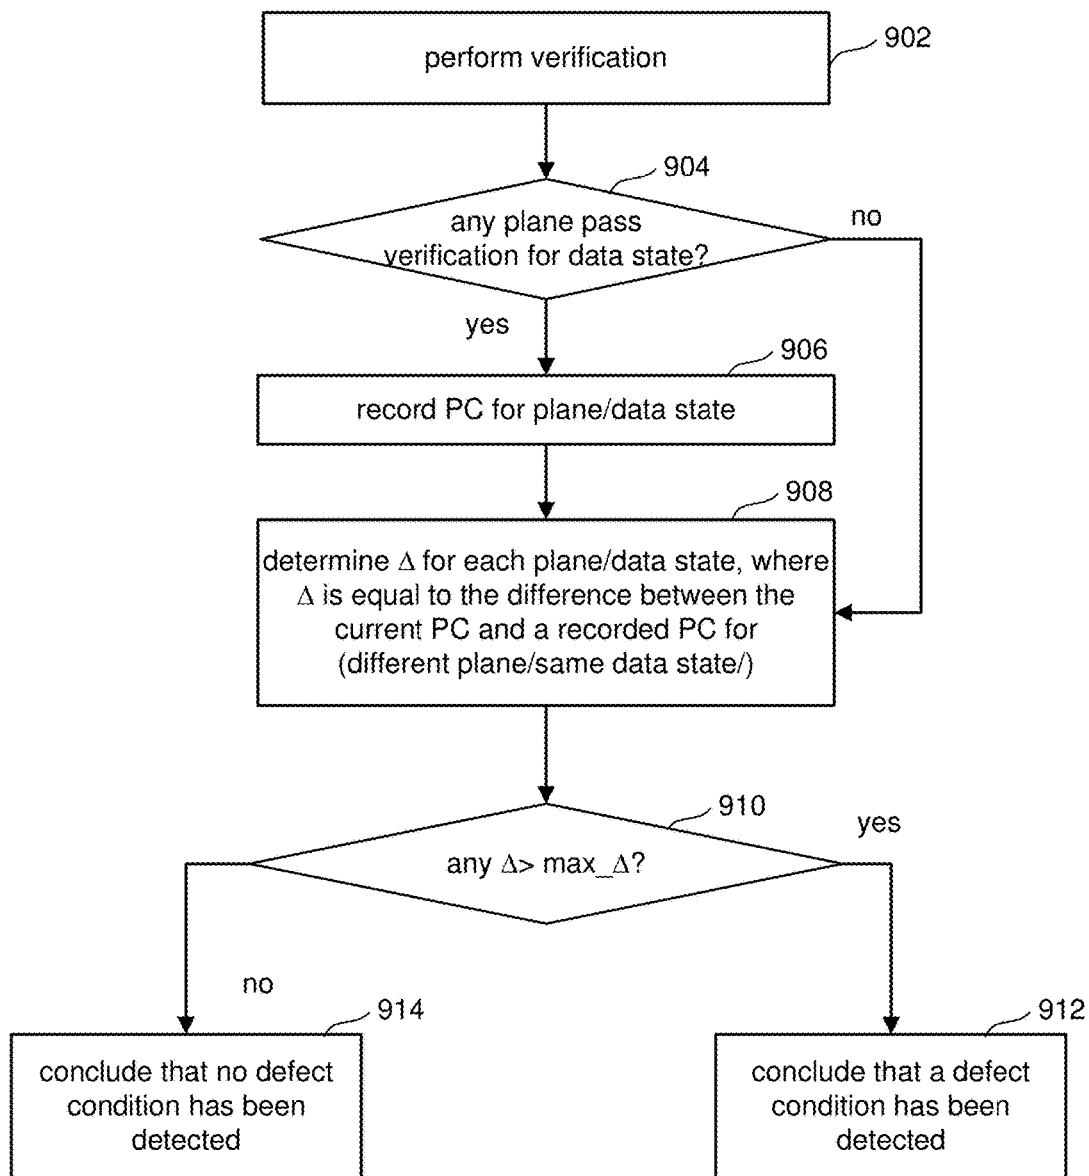 perform verification
902
904
any plane pass
verification for data state?
no
yes
906
record PC for plane/data state
908
determine Δ for each plane/data state, where
Δ is equal to the difference between the
current PC and a recorded PC for
(different plane/same data state/)
910
any Δ> max_Δ?
yes
no
914
conclude that no defect
condition has been
detected
912
conclude that a defect
condition has been
detected